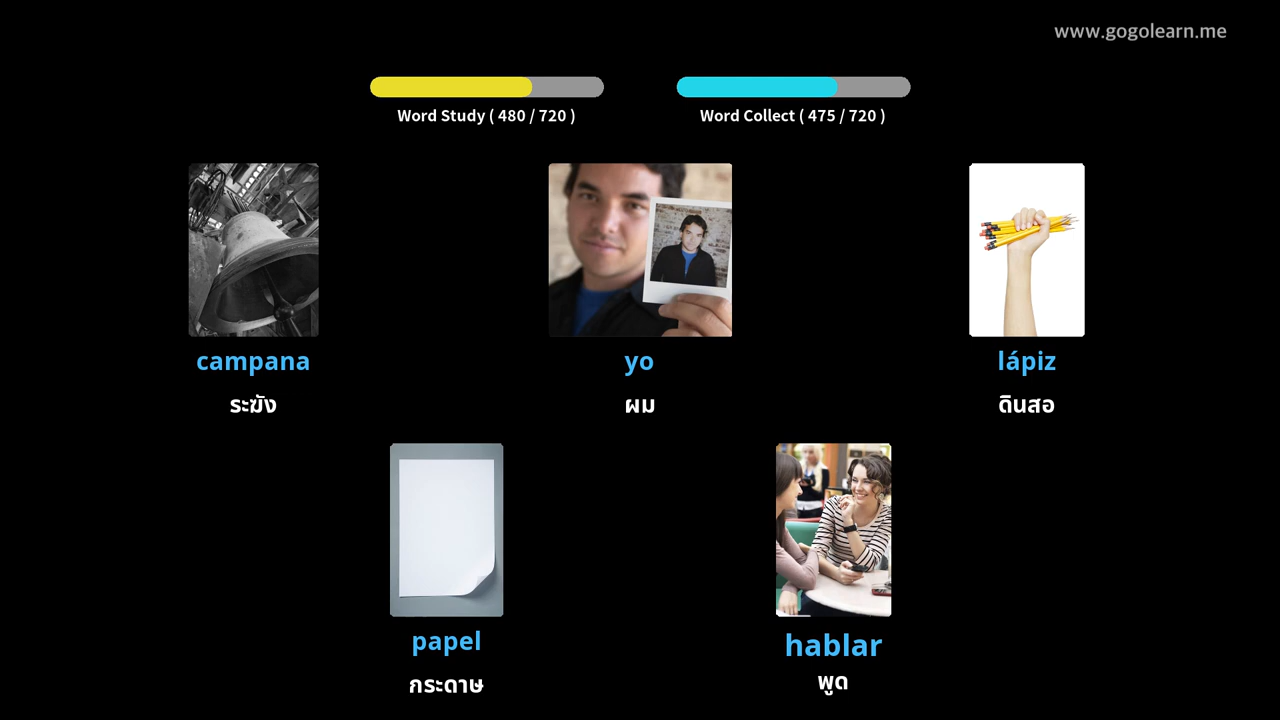 www.gogolearn.me
Word Study ( 480 / 720 )
Word Collect ( 475 / 720 )
campana
ระฆัง
yo
ผม
lápiz
ดินสอ
papel
กระดาษ
hablar
พูด